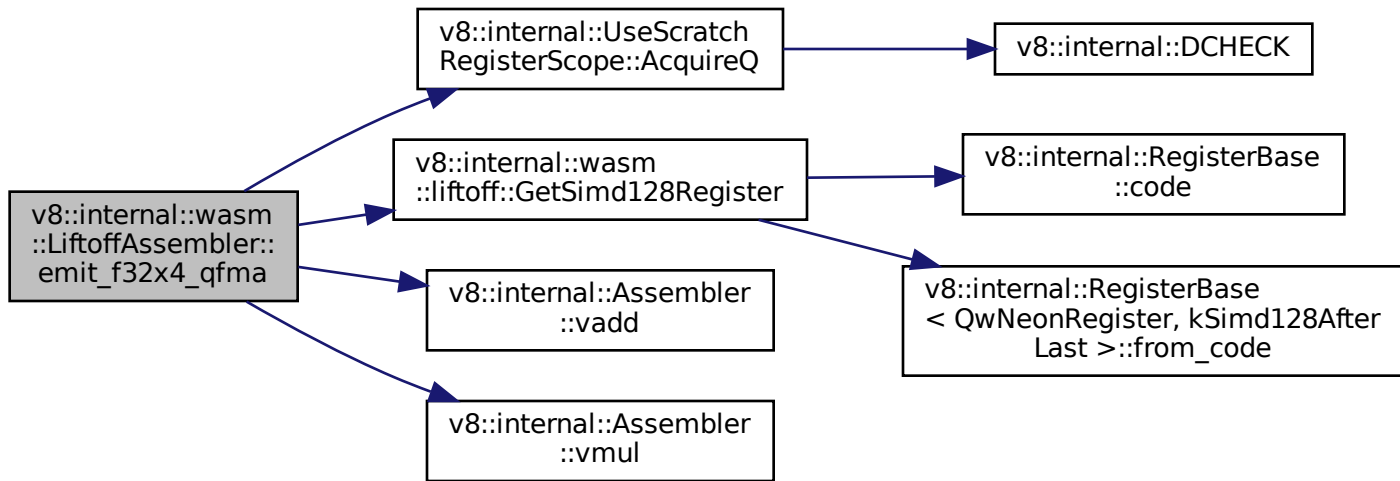 v8::internal::wasm
::LiftoffAssembler::
emit_f32x4_qfma
v8::internal::UseScratch
RegisterScope::AcquireQ
v8::internal::DCHECK
v8::internal::wasm
::liftoff::GetSimd128Register
v8::internal::RegisterBase
::code
v8::internal::RegisterBase
< QwNeonRegister, kSimd128After
Last >::from_code
v8::internal::Assembler
::vadd
v8::internal::Assembler
::vmul